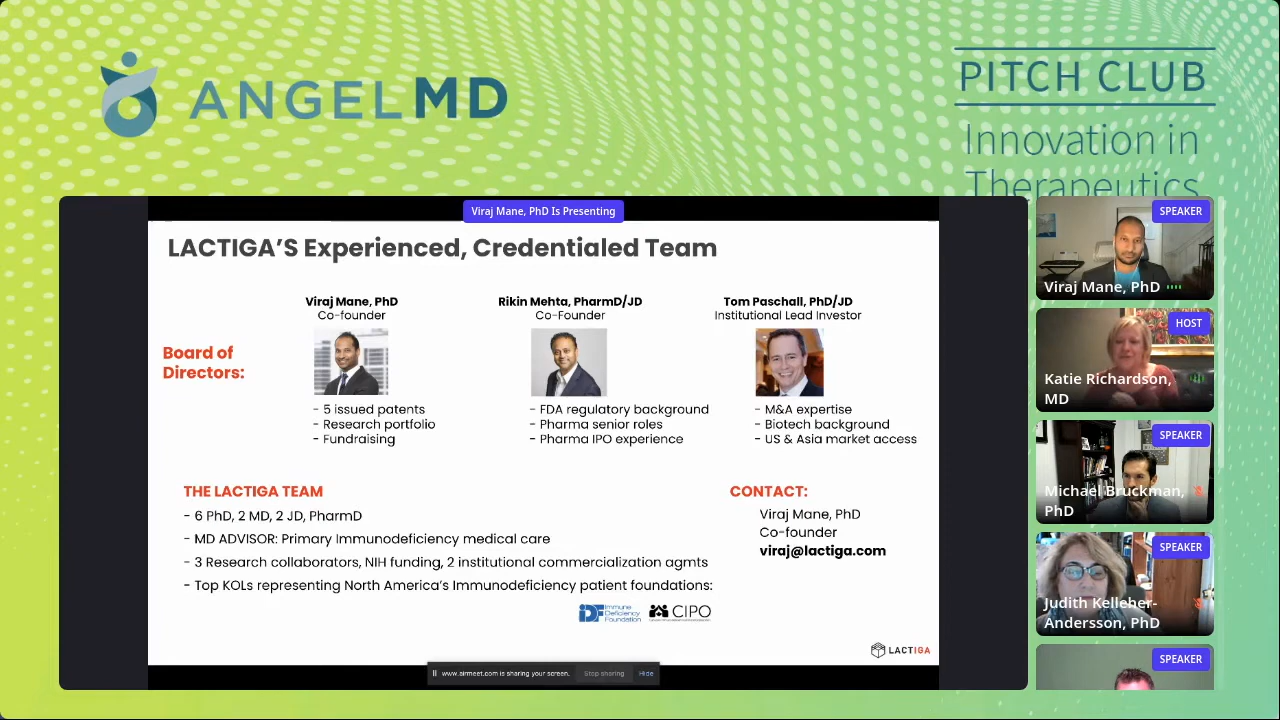 ANGELMD
PITCH CLUB
Innovation in
Therapeutics
Viraj Mane, PhD Is Presenting
LACTIGA'S Experienced, Credentialed Team
Board of
Directors:
Viraj Mane, PhD
Co-founder
- 5 issued patents
- Research portfolio
- Fundraising
Rikin Mehta, PharmD/JD
Co-Founder
- FDA regulatory background
- Pharma senior roles
- Pharma IPO experience
Tom Paschall, PhD/JD
Institutional Lead Investor
- M&A expertise
- Biotech background
- US & Asia market access
THE LACTIGA TEAM
- 6 PhD, 2 MD, 2 JD, PharmD
- MD ADVISOR: Primary Immunodeficiency medical care
- 3 Research collaborators, NIH funding, 2 institutional commercialization agmts
- Top KOLs representing North America's Immunodeficiency patient foundations:
IDF Immune
Deficiency
Foundation
CIPO
CONTACT:
Viraj Mane, PhD
Co-founder
viraj@lactiga.com
LACTIGA
www.airmeet.com is sharing your screen.
Stop sharing
Hide
SPEAKER
Viraj Mane, PhD
HOST
Katie Richardson,
MD
SPEAKER
Michael Bruckman,
PhD
SPEAKER
Judith Kelleher-
Andersson, PhD
SPEAKER